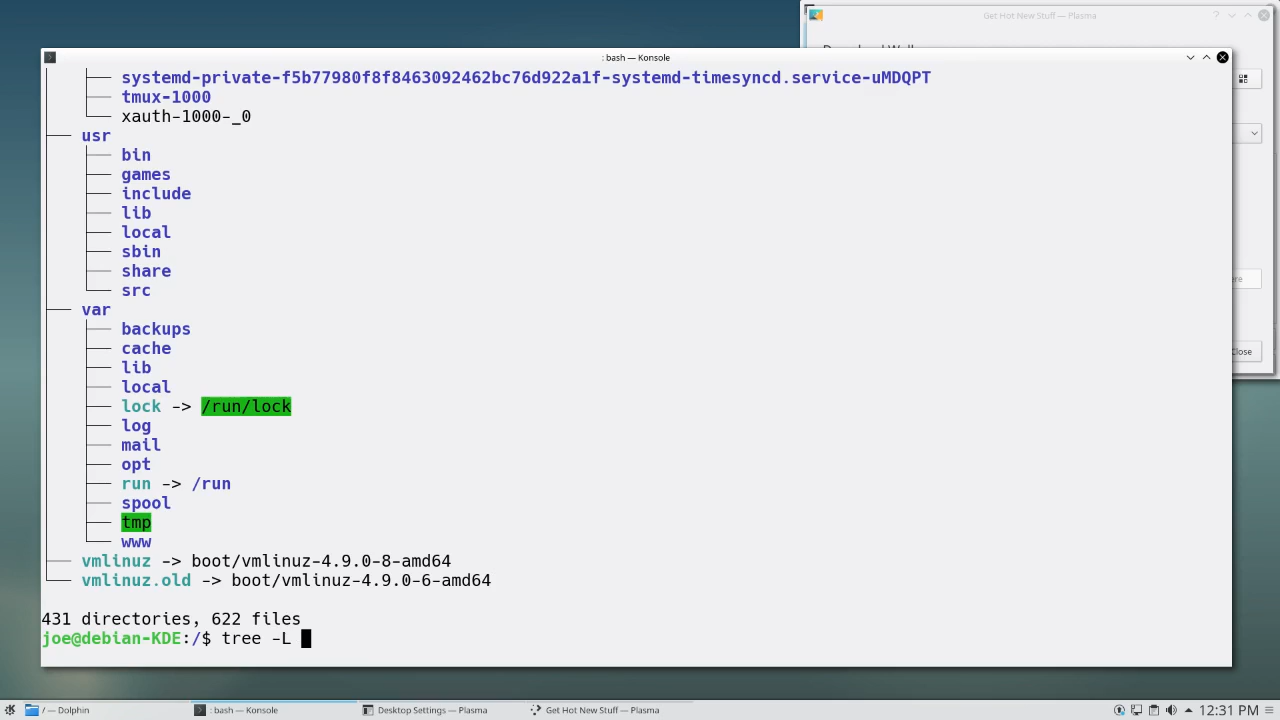 Get Hot New Stuff — Plasma
: bash — Konsole
├── systemd-private-f5b77980f8f8463092462bc76d922a1f-systemd-timesyncd.service-uMDQPT
├── tmux-1000
└── xauth-1000-_0
├── usr
├── bin
├── games
├── include
├── lib
├── local
├── sbin
├── share
└── src
├── var
├── backups
├── cache
├── lib
├── local
├── lock -> /run/lock
├── log
├── mail
├── opt
├── run -> /run
├── spool
├── tmp
└── www
├── vmlinuz -> boot/vmlinuz-4.9.0-8-amd64
└── vmlinuz.old -> boot/vmlinuz-4.9.0-6-amd64
431 directories, 622 files
joe@debian-KDE:/$ tree -L
Close
/ — Dolphin
: bash — Konsole
Desktop Settings — Plasma
Get Hot New Stuff — Plasma
12:31 PM